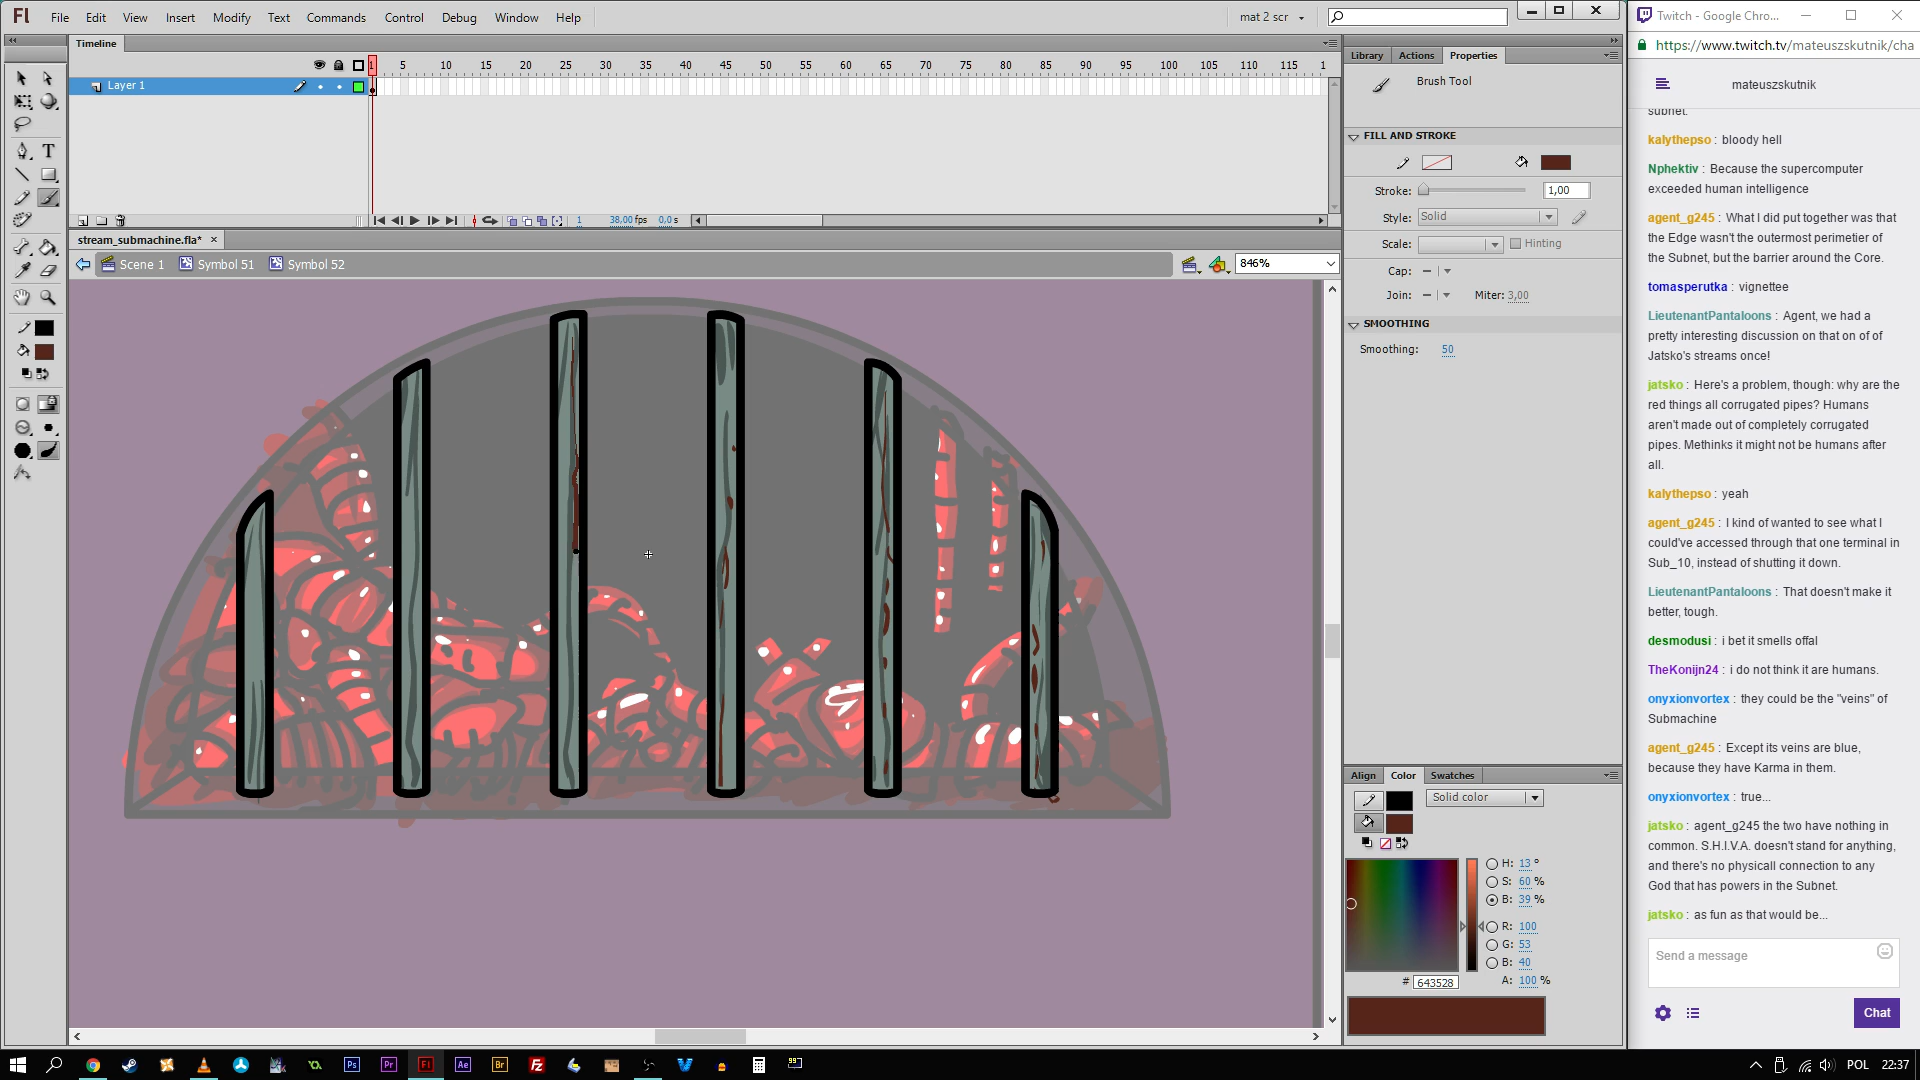 Fl File Edit View Insert Modify Text Commands Control Debug Window Help mat 2 scr
Timeline
1 5 10 15 20 25 30 35 40 45 50 55 60 65 70 75 80 85 90 95 100 105 110 115 1
Layer 1
1 38,00 fps 0,0 s
stream_submachine.fla* ×
Scene 1 Symbol 51 Symbol 52 846%
Library Actions Properties
Brush Tool
FILL AND STROKE
Stroke: 1,00
Style: Solid
Scale: Hinting
Cap:
Join: Miter: 3,00
SMOOTHING
Smoothing: 50
Align Color Swatches
Solid color
H: 13 °
S: 60 %
B: 39 %
R: 100
G: 53
B: 40
# 643528 A: 100 %
Twitch - Google Chro...
https://www.twitch.tv/mateuszskutnik/cha
mateuszskutnik
subnet.
kalythepso : bloody hell
Nphektiv : Because the supercomputer
exceeded human intelligence
agent_g245 : What I did put together was that
the Edge wasn't the outermost perimetier of
the Subnet, but the barrier around the Core.
tomasperutka : vignettee
LieutenantPantaloons : Agent, we had a
pretty interesting discussion on that on of of
Jatsko's streams once!
jatsko : Here's a problem, though: why are the
red things all corrugated pipes? Humans
aren't made out of completely corrugated
pipes. Methinks it might not be humans after
all.
kalythepso : yeah
agent_g245 : I kind of wanted to see what I
could've accessed through that one terminal in
Sub_10, instead of shutting it down.
LieutenantPantaloons : That doesn't make it
better, tough.
desmodusi : i bet it smells offal
TheKonijn24 : i do not think it are humans.
onyxionvortex : they could be the "veins" of
Submachine
agent_g245 : Except its veins are blue,
because they have Karma in them.
onyxionvortex : true...
jatsko : agent_g245 the two have nothing in
common. S.H.I.V.A. doesn't stand for anything,
and there's no physicall connection to any
God that has powers in the Subnet.
jatsko : as fun as that would be...
Send a message
Chat
Ps Pr Fl Ae Br Fz POL 22:37